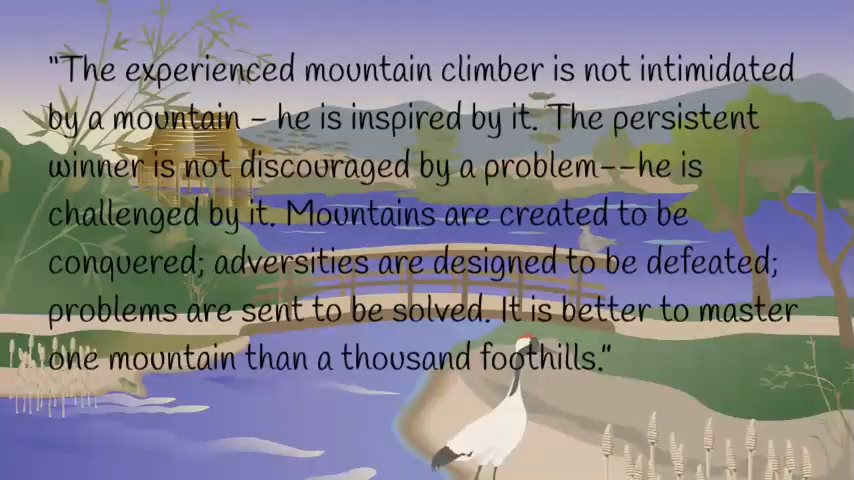 "The experienced mountain climber is not intimidated
by a mountain – he is inspired by it. The persistent
winner is not discouraged by a problem--he is
challenged by it. Mountains are created to be
conquered; adversities are designed to be defeated;
problems are sent to be solved. It is better to master
one mountain than a thousand foothills."